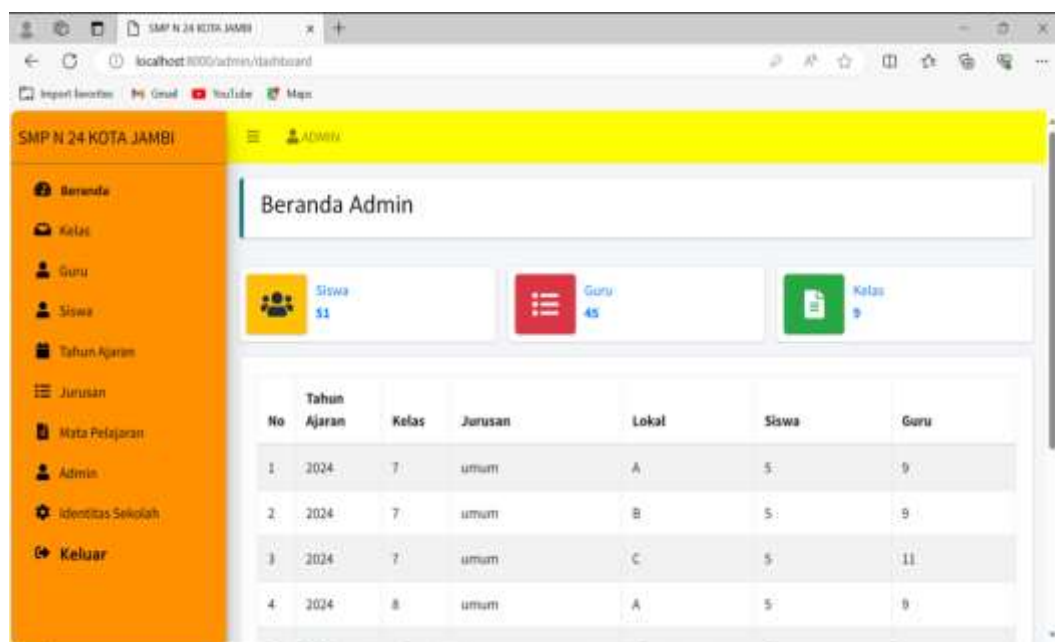 SMP N 24 KOTA JAMBI
localhost:8000/admin/dashboard
Import favorites Gmail YouTube Maps
SMP N 24 KOTA JAMBI
ADMIN
Beranda
Kelas
Guru
Siswa
Tahun Ajaran
Jurusan
Mata Pelajaran
Admin
Identitas Sekolah
Keluar
Beranda Admin
Siswa
51
Guru
45
Kelas
9
No Tahun Ajaran Kelas Jurusan Lokal Siswa Guru
1 2024 7 umum A 5 9
2 2024 7 umum B 5 9
3 2024 7 umum C 5 11
4 2024 8 umum A 5 9